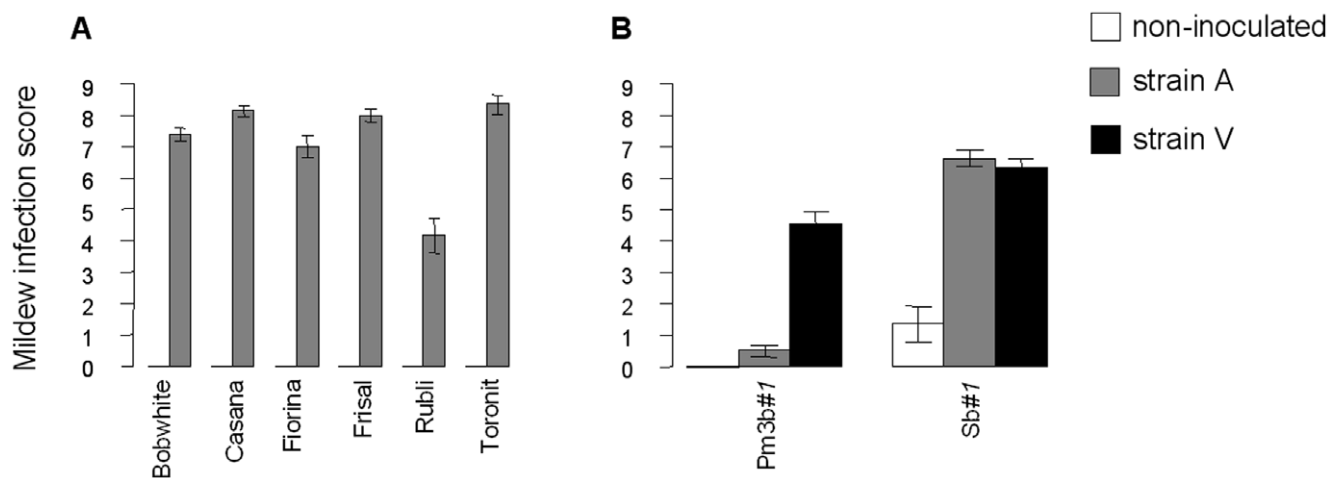 A
Mildew infection score
9
8
7
6
5
4
3
2
1
0
Bobwhite
Casana
Fiorina
Frisal
Rubli
Toronit
B
9
8
7
6
5
4
3
2
1
0
Pm3b#1
Sb#1
non-inoculated
strain A
strain V